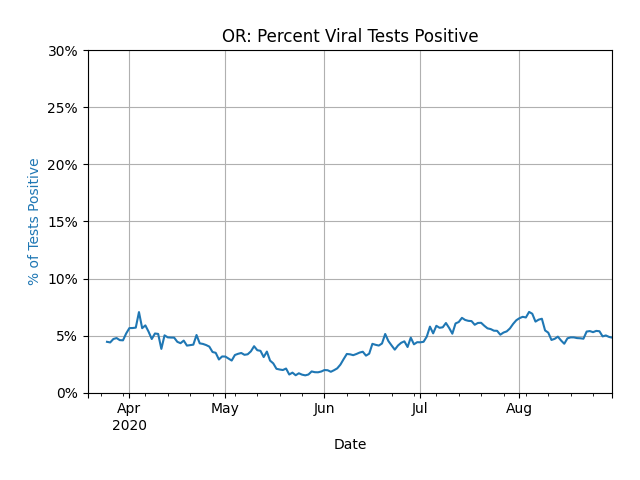 OR: Percent Viral Tests Positive
30%
25%
20%
15%
10%
5%
0%
% of Tests Positive
Apr
2020
May
Jun
Jul
Aug
Date